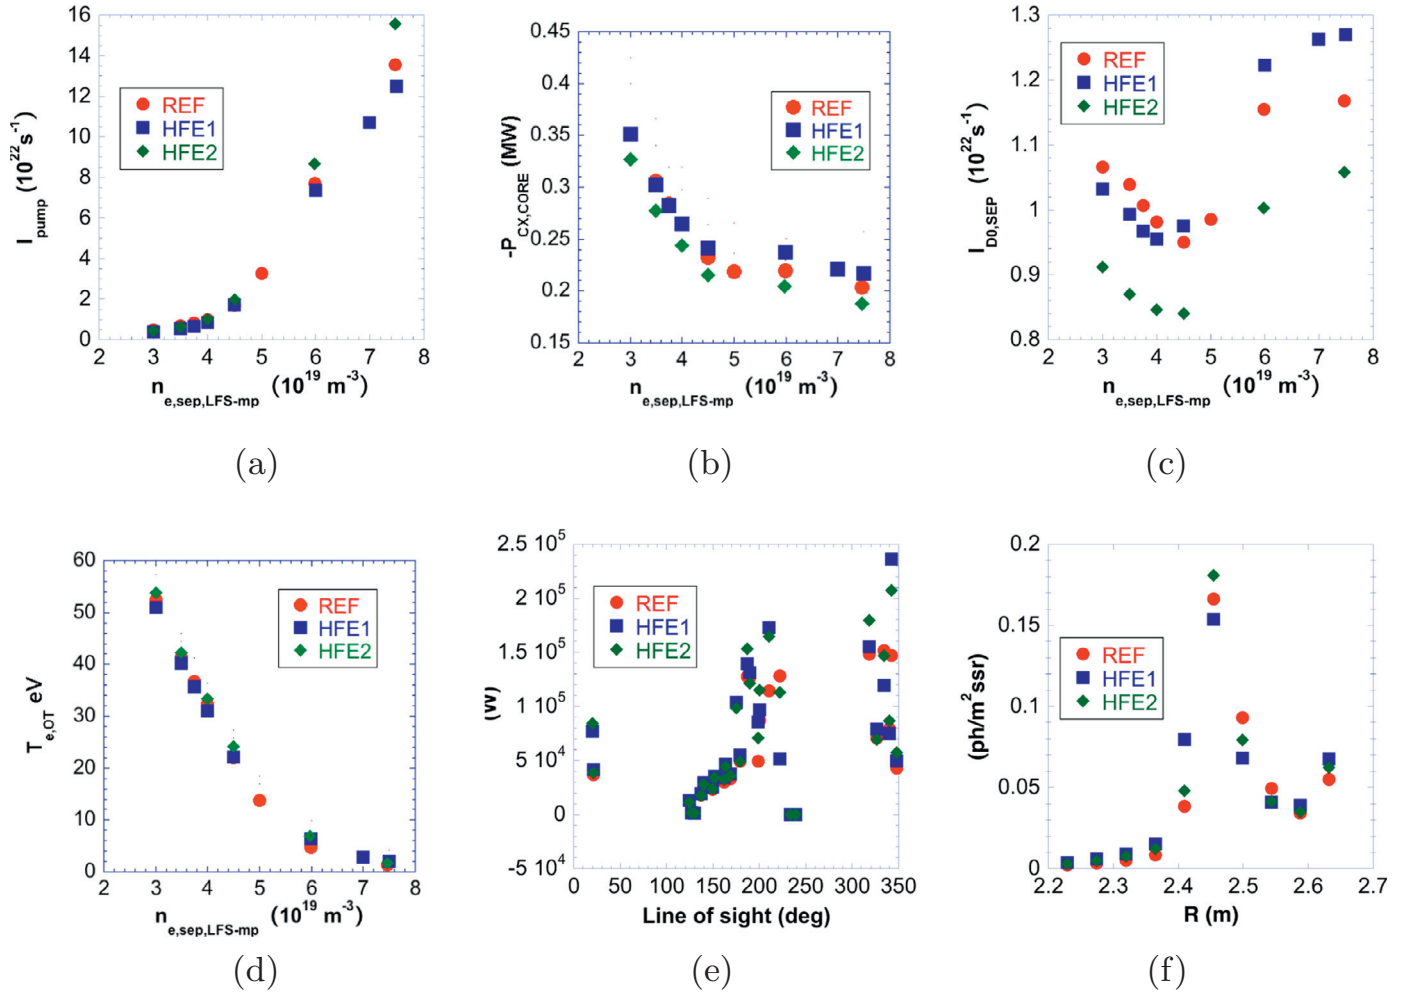 16
14
12
10
8
6
4
2
0
I pump (10^22 s^-1)
REF
HFE1
HFE2
2 3 4 5 6 7 8
n e,sep,LFS-mp (10^19 m^-3)
(a)
0.45
0.4
0.35
0.3
0.25
0.2
0.15
-P CX,CORE (MW)
REF
HFE1
HFE2
2 3 4 5 6 7 8
n e,sep,LFS-mp (10^19 m^-3)
(b)
1.3
1.2
1.1
1
0.9
0.8
I D0,SEP (10^22 s^-1)
REF
HFE1
HFE2
2 3 4 5 6 7 8
n e,sep,LFS-mp (10^19 m^-3)
(c)
60
50
40
30
20
10
0
T e,OT eV
REF
HFE1
HFE2
2 3 4 5 6 7 8
n e,sep,LFS-mp (10^19 m^-3)
(d)
2.5 10^5
2 10^5
1.5 10^5
1 10^5
5 10^4
0
-5 10^4
(W)
REF
HFE1
HFE2
0 50 100 150 200 250 300 350
Line of sight (deg)
(e)
0.2
0.15
0.1
0.05
0
(ph/m^2 ssr)
REF
HFE1
HFE2
2.2 2.3 2.4 2.5 2.6 2.7
R (m)
(f)